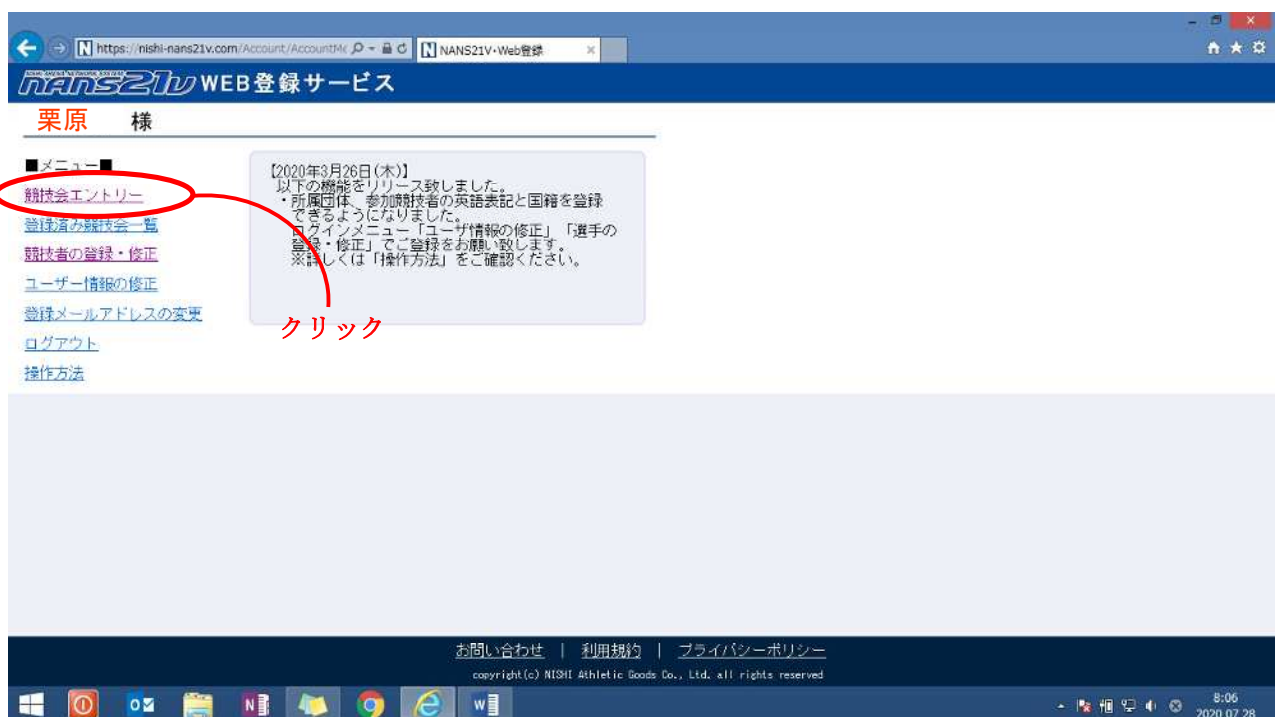 https://nishi-nans21v.com/Account/AccountMe
NANS21V・Web登録
nans21v WEB登録サービス
栗原 様
■メニュー■
競技会エントリー
登録済み競技会一覧
競技者の登録・修正
ユーザー情報の修正
登録メールアドレスの変更
ログアウト
操作方法
【2020年3月26日(木)】
以下の機能をリリース致しました。
・所属団体、参加競技者の英語表記と国籍を登録
できるようになりました。
ログインメニュー「ユーザ情報の修正」「選手の
登録・修正」でご登録をお願い致します。
※詳しくは「操作方法」をご確認ください。
クリック
お問い合わせ | 利用規約 | プライバシーポリシー
copyright(c) NISHI Athletic Goods Co., Ltd. all rights reserved
8:06
2020.07.28